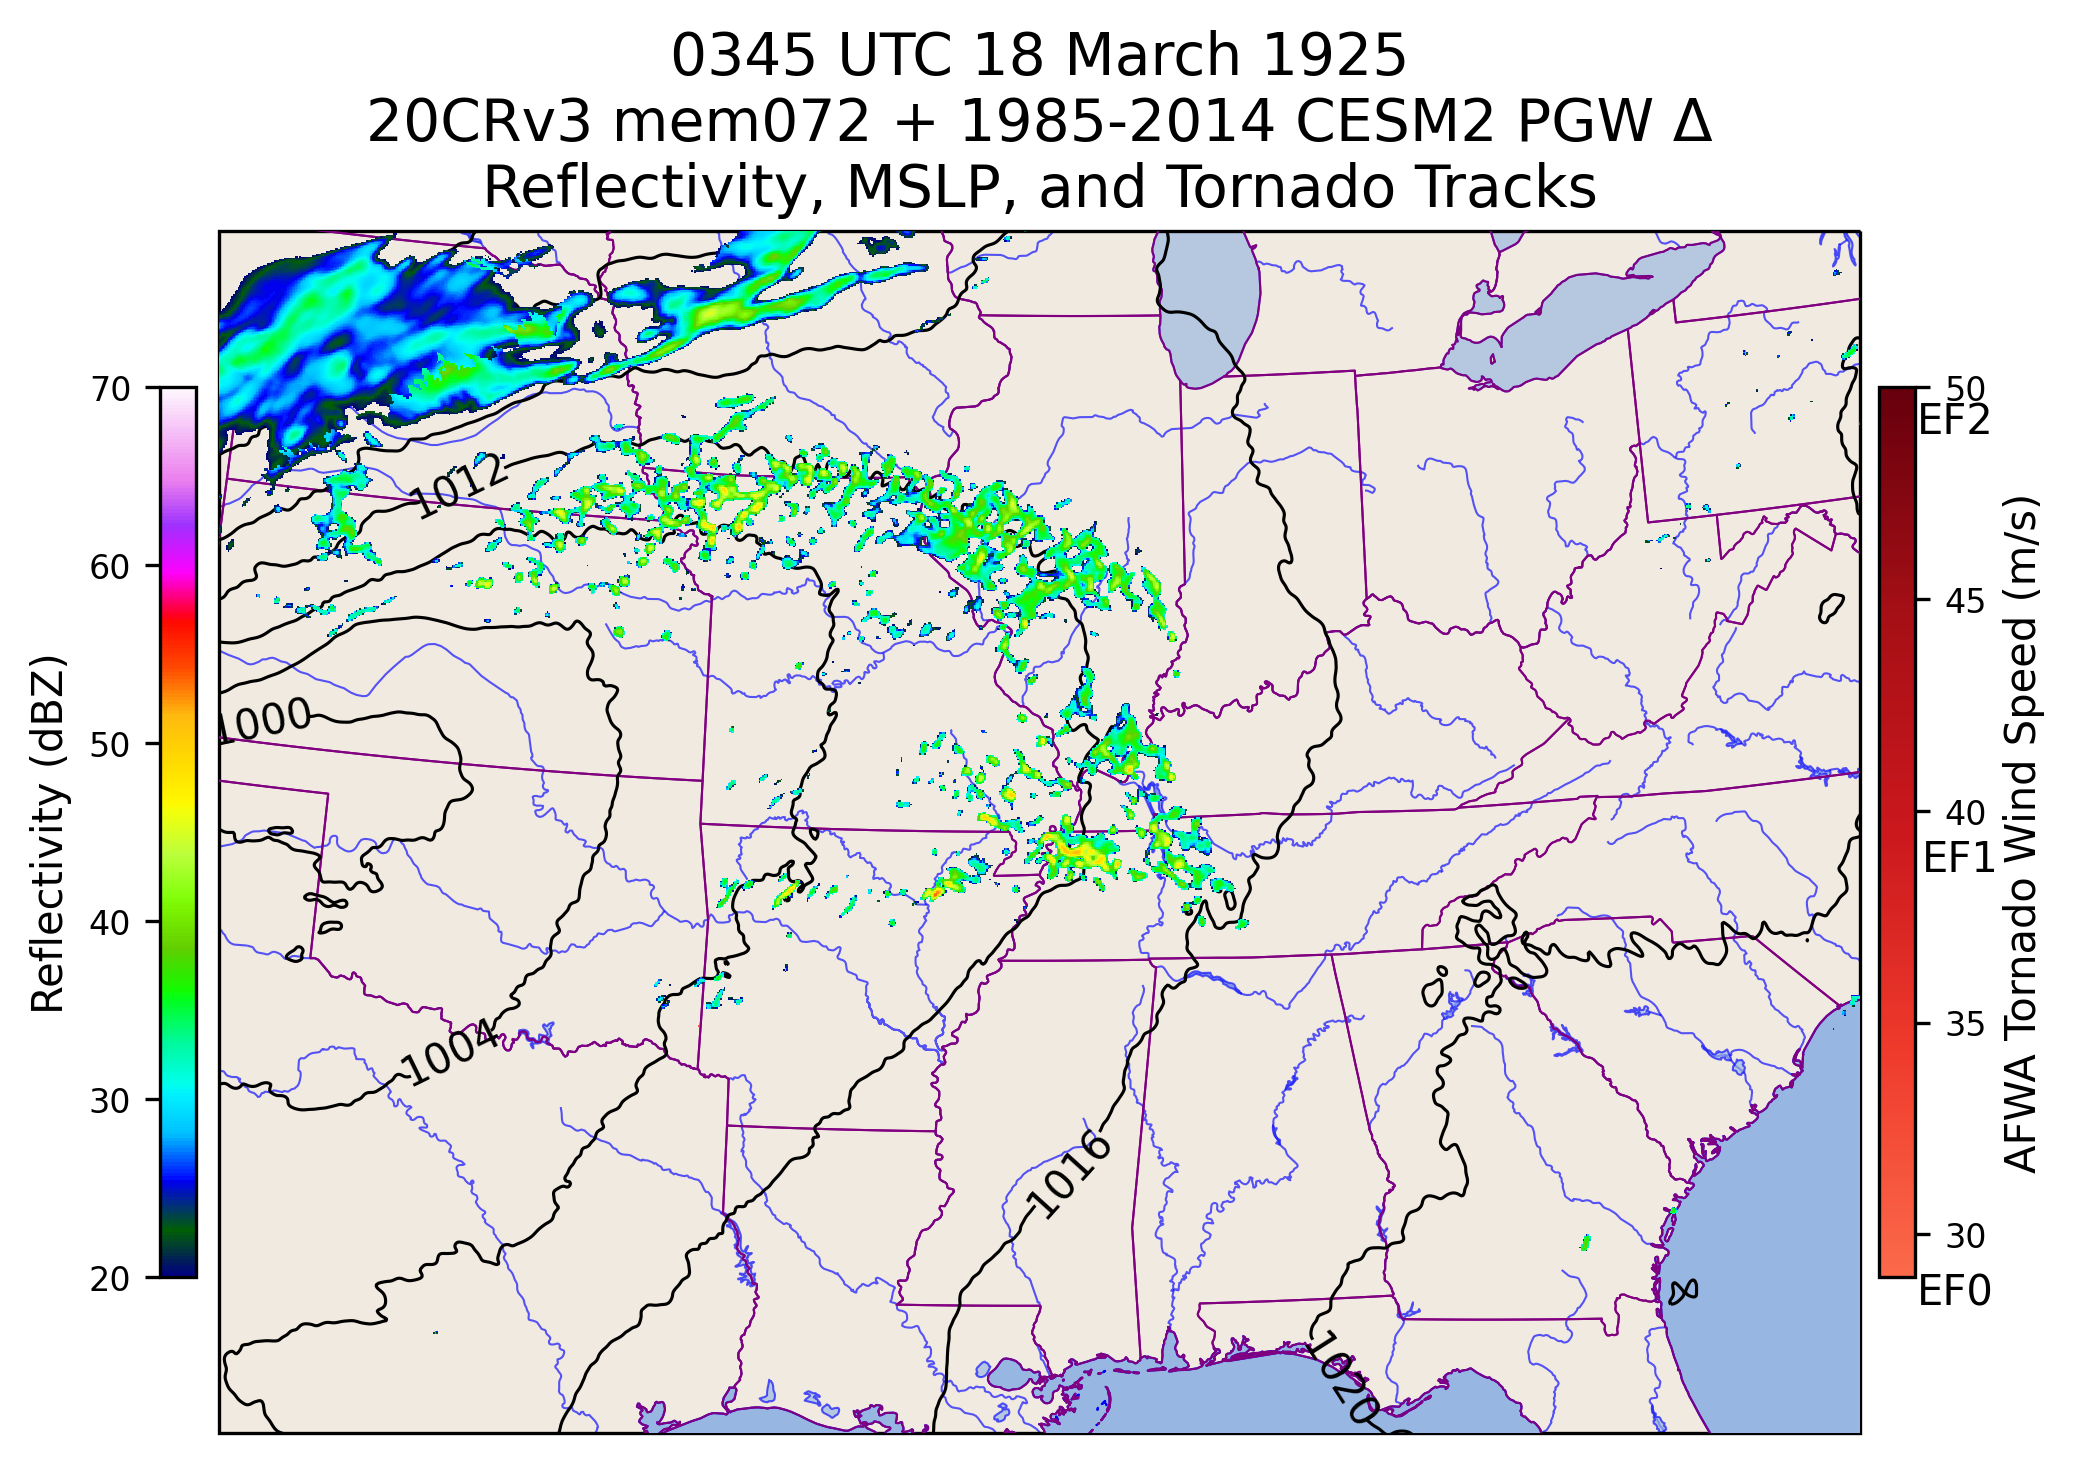 0345 UTC 18 March 1925
20CRv3 mem072 + 1985-2014 CESM2 PGW Δ
Reflectivity, MSLP, and Tornado Tracks
Reflectivity (dBZ)
70
60
50
40
30
20
1012
1000
1004
1016
1020
50
EF2
45
40
EF1
35
30
EF0
AFWA Tornado Wind Speed (m/s)